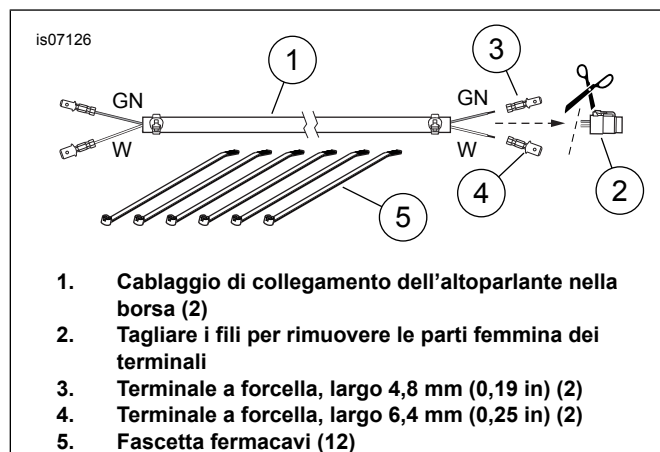 is07126
1
3
GN
GN
W
W
4
2
5
1. Cablaggio di collegamento dell'altoparlante nella
borsa (2)
2. Tagliare i fili per rimuovere le parti femmina dei
terminali
3. Terminale a forcella, largo 4,8 mm (0,19 in) (2)
4. Terminale a forcella, largo 6,4 mm (0,25 in) (2)
5. Fascetta fermacavi (12)